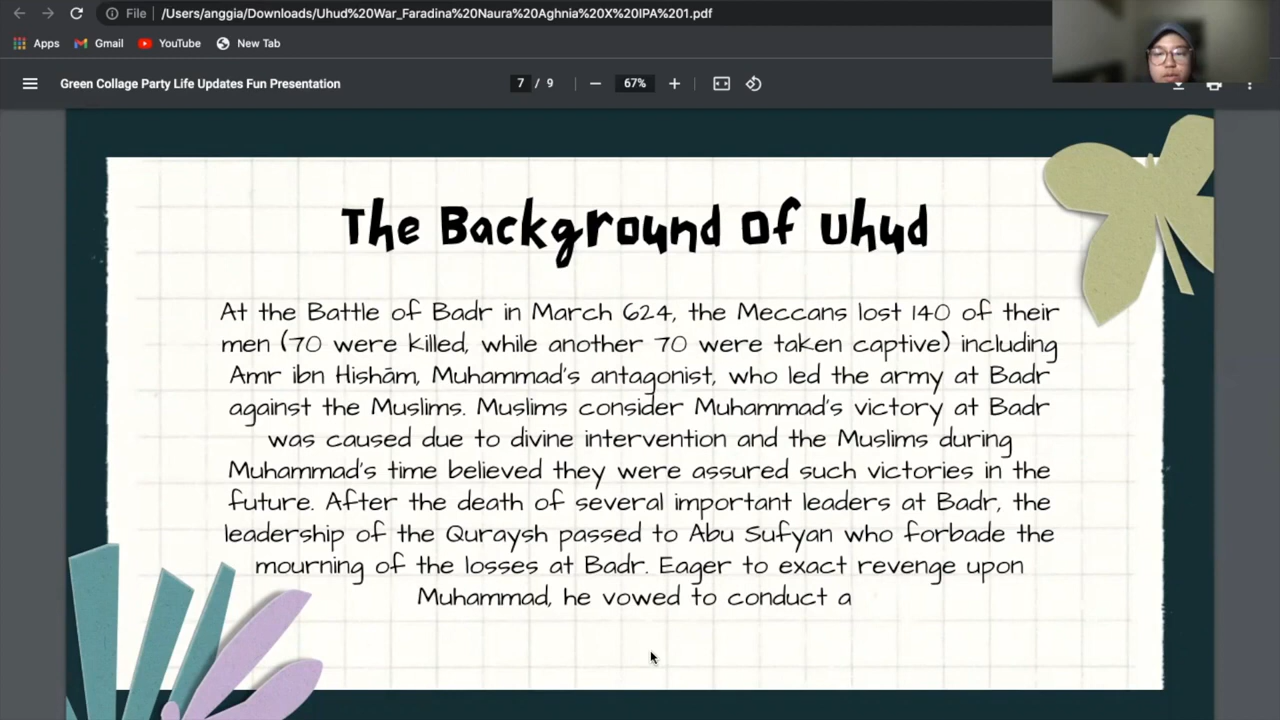 File /Users/anggia/Downloads/Uhud%20War_Faradina%20Naura%20Aghnia%20X%20IPA%201.pdf
Apps Gmail YouTube New Tab
Green Collage Party Life Updates Fun Presentation 7 / 9 67%
The Background Of Uhud
At the Battle of Badr in March 624, the Meccans lost 140 of their
men (70 were killed, while another 70 were taken captive) including
Amr ibn Hishām, Muhammad's antagonist, who led the army at Badr
against the Muslims. Muslims consider Muhammad's victory at Badr
was caused due to divine intervention and the Muslims during
Muhammad's time believed they were assured such victories in the
future. After the death of several important leaders at Badr, the
leadership of the Quraysh passed to Abu Sufyan who forbade the
mourning of the losses at Badr. Eager to exact revenge upon
Muhammad, he vowed to conduct a